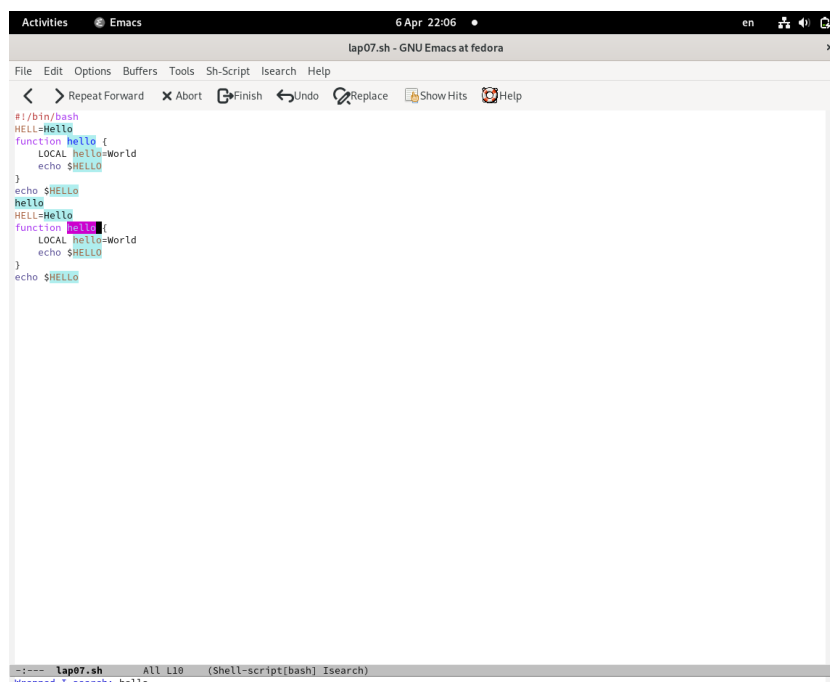 Activities Emacs 6 Apr 22:06 en
lap07.sh - GNU Emacs at fedora
File Edit Options Buffers Tools Sh-Script Isearch Help
Repeat Forward Abort Finish Undo Replace Show Hits Help
#!/bin/bash
HELL=Hello
function hello {
    LOCAL hello=World
    echo $HELLO
}
echo $HELLo
hello
HELL=Hello
function hello {
    LOCAL hello=World
    echo $HELLO
}
echo $HELLo
-:--- lap07.sh All L10 (Shell-script[bash] Isearch)
Wrapped I-search: hello